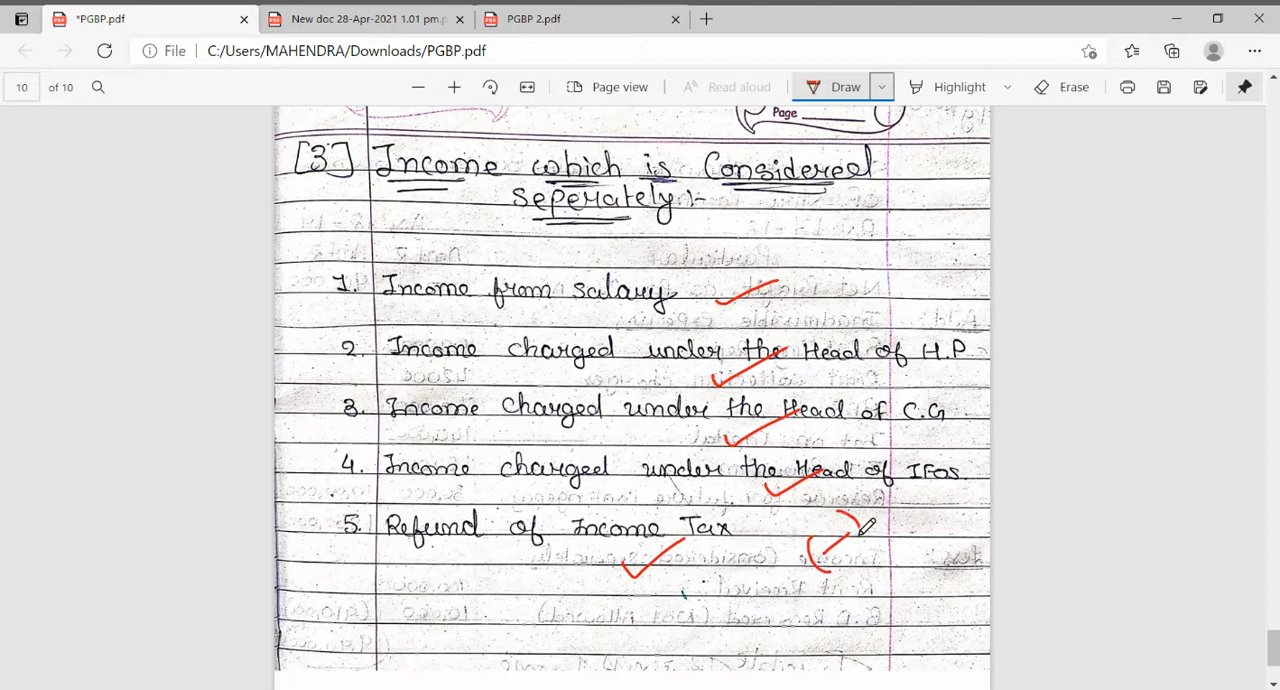 *PGBP.pdf
New doc 28-Apr-2021 1.01 pm.p
PGBP 2.pdf
File
C:/Users/MAHENDRA/Downloads/PGBP.pdf
10
of 10
Page view
Read aloud
Draw
Highlight
Erase
Page
[3] Income which is Considered
seperately :-
1. Income from salary
2. Income charged under the Head of H.P
3. Income charged under the Head of C.G
4. Income charged under the Head of IFOS.
5. Refund of Income Tax